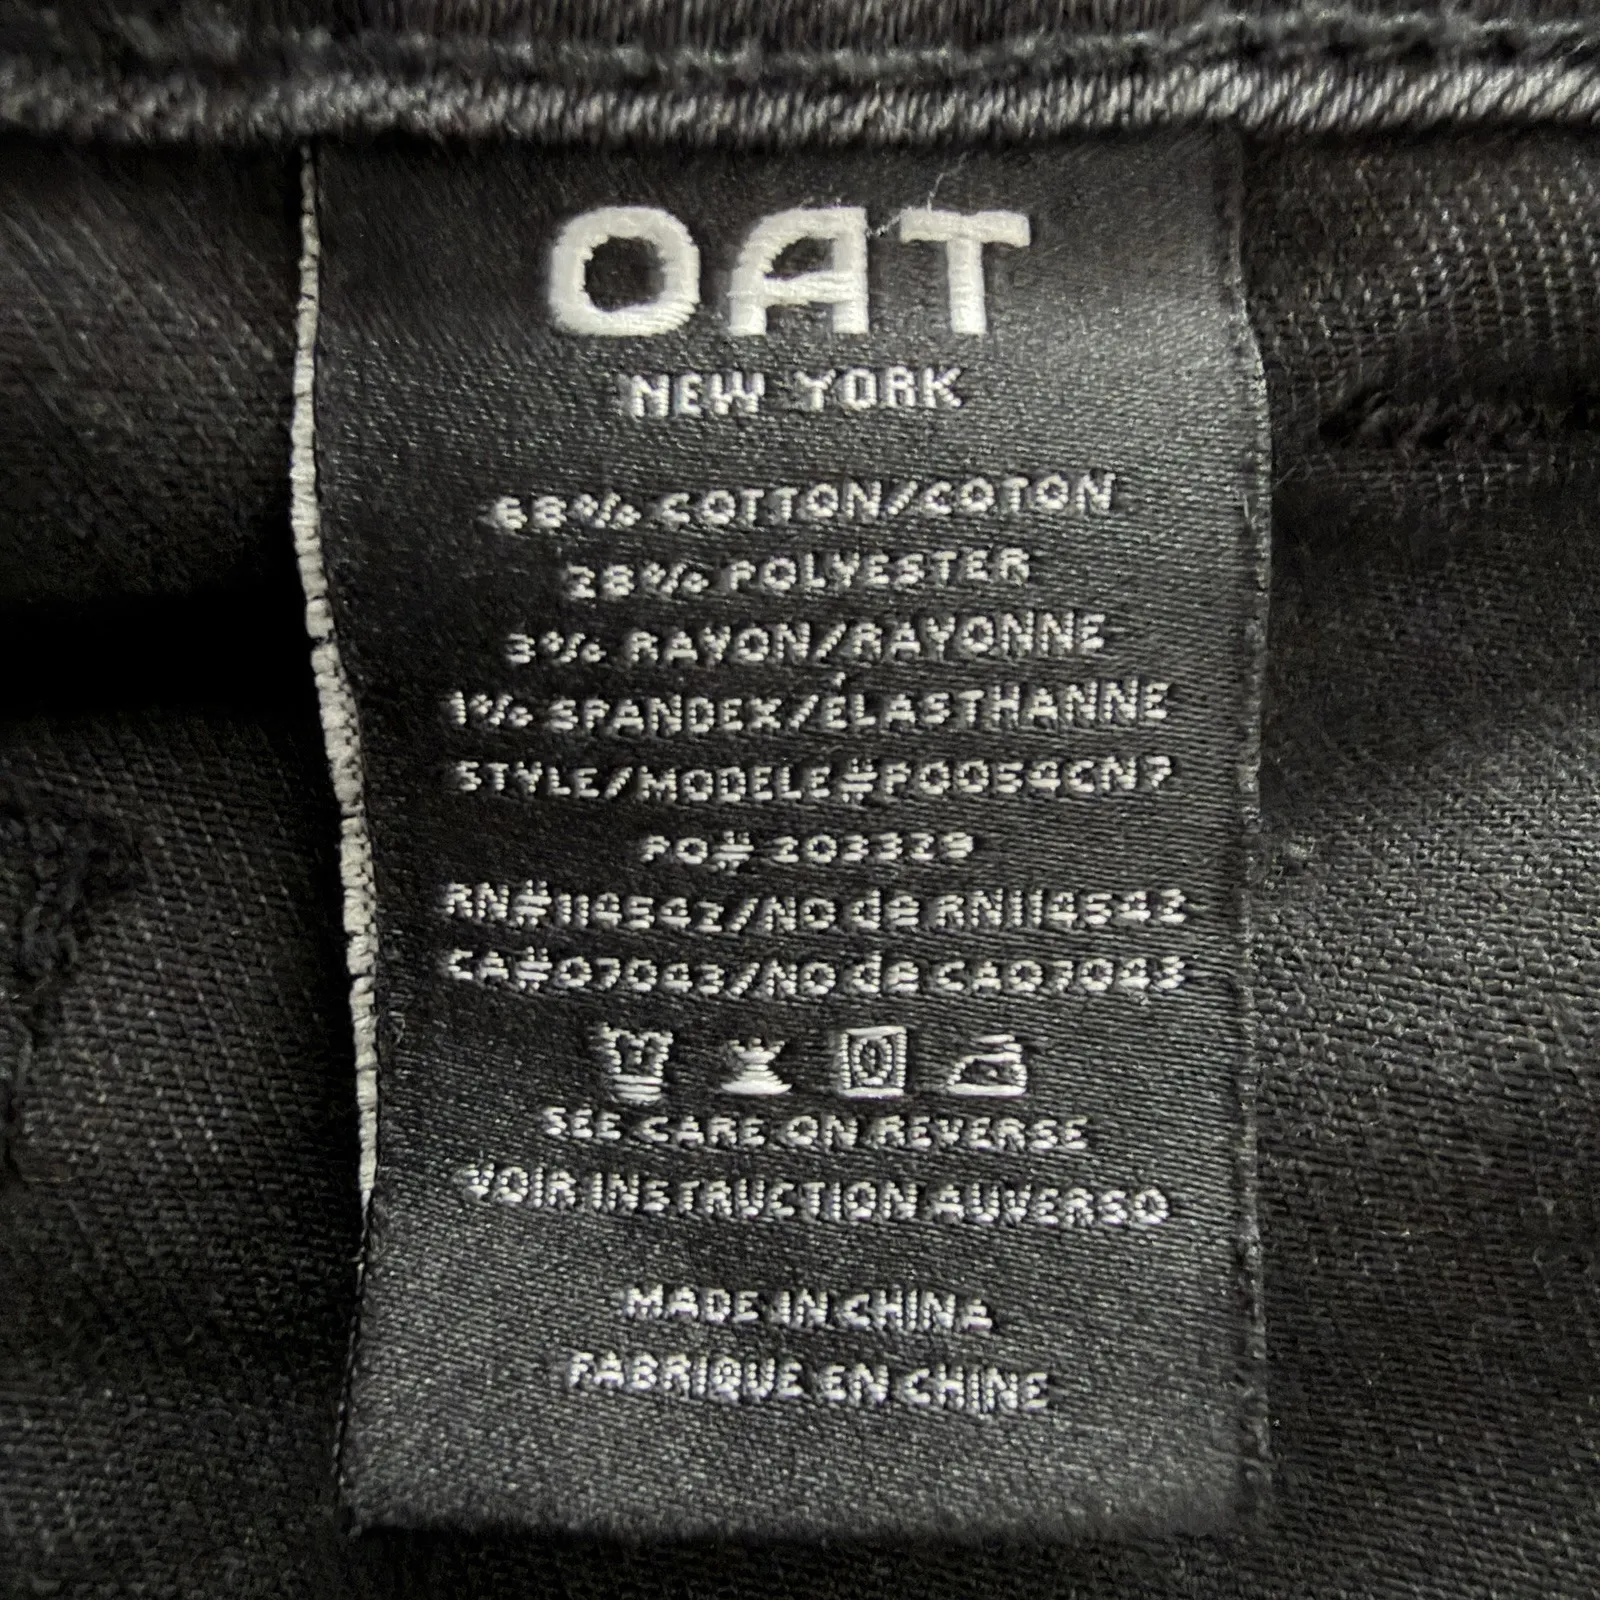 OAT
NEW YORK
68% COTTON/COTON
28% POLYESTER
3% RAYON/RAYONNE
1% SPANDEX/ÉLASTHANNE
STYLE/MODELE#P0054CN7
PO# 203329
RN#114542/NO de RN114542
CA#07043/NO de CA07043
SEE CARE ON REVERSE
VOIR INSTRUCTION AU VERSO
MADE IN CHINA
FABRIQUE EN CHINE